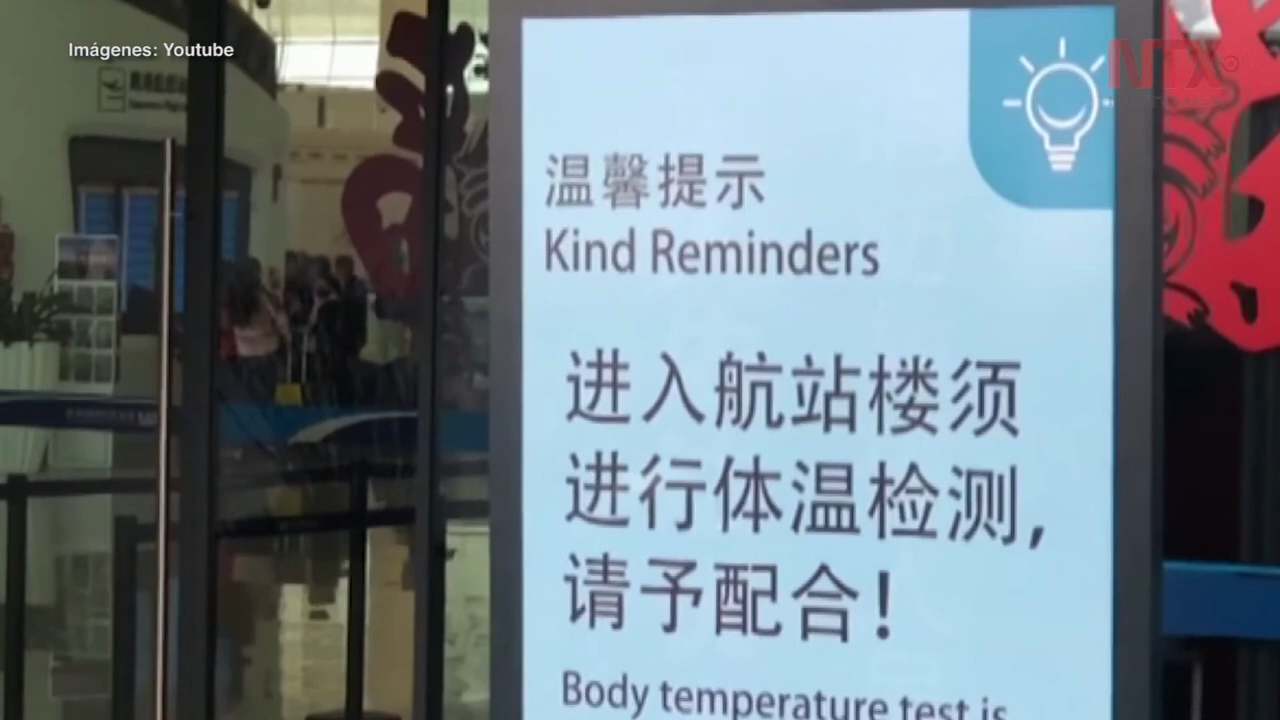 Imágenes: Youtube
NTX
温馨提示
Kind Reminders
进入航站楼须
进行体温检测,
请予配合!
Body temperature test is